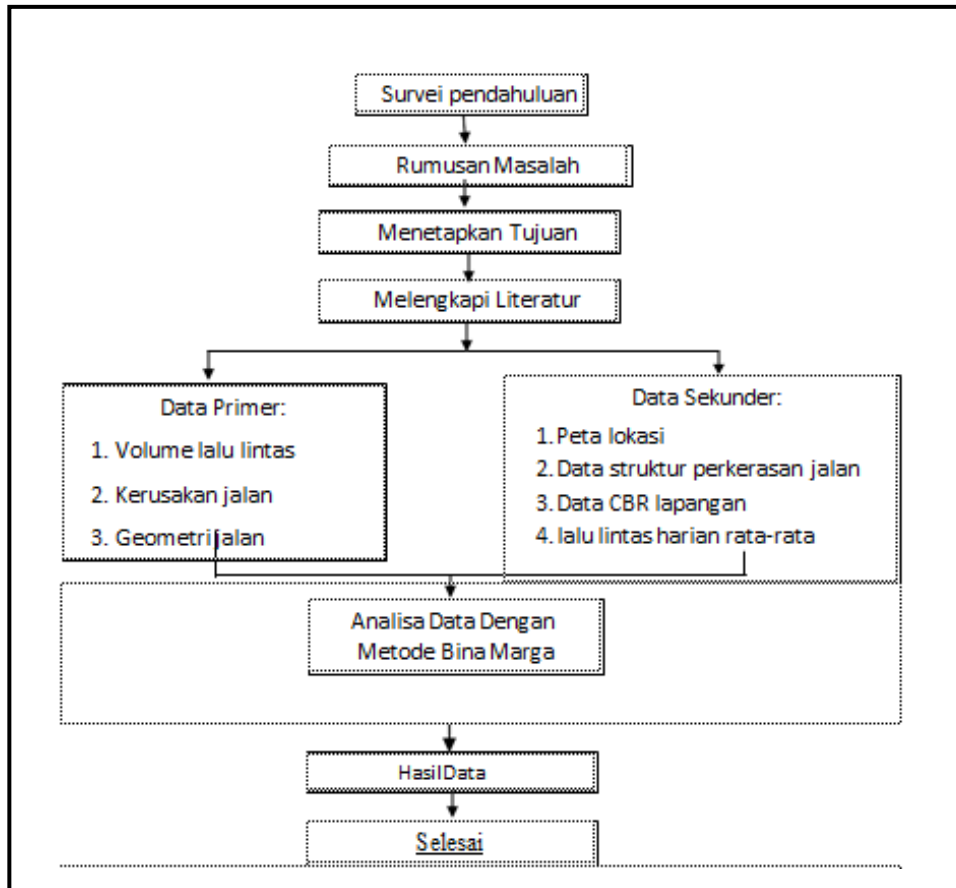 Survei pendahuluan
Rumusan Masalah
Menetapkan Tujuan
Melengkapi Literatur
Data Primer:
1. Volume lalu lintas
2. Kerusakan jalan
3. Geometri jalan
Data Sekunder:
1. Peta lokasi
2. Data struktur perkerasan jalan
3. Data CBR lapangan
4. lalu lintas harian rata-rata
Analisa Data Dengan
Metode Bina Marga
Hasil Data
Selesai